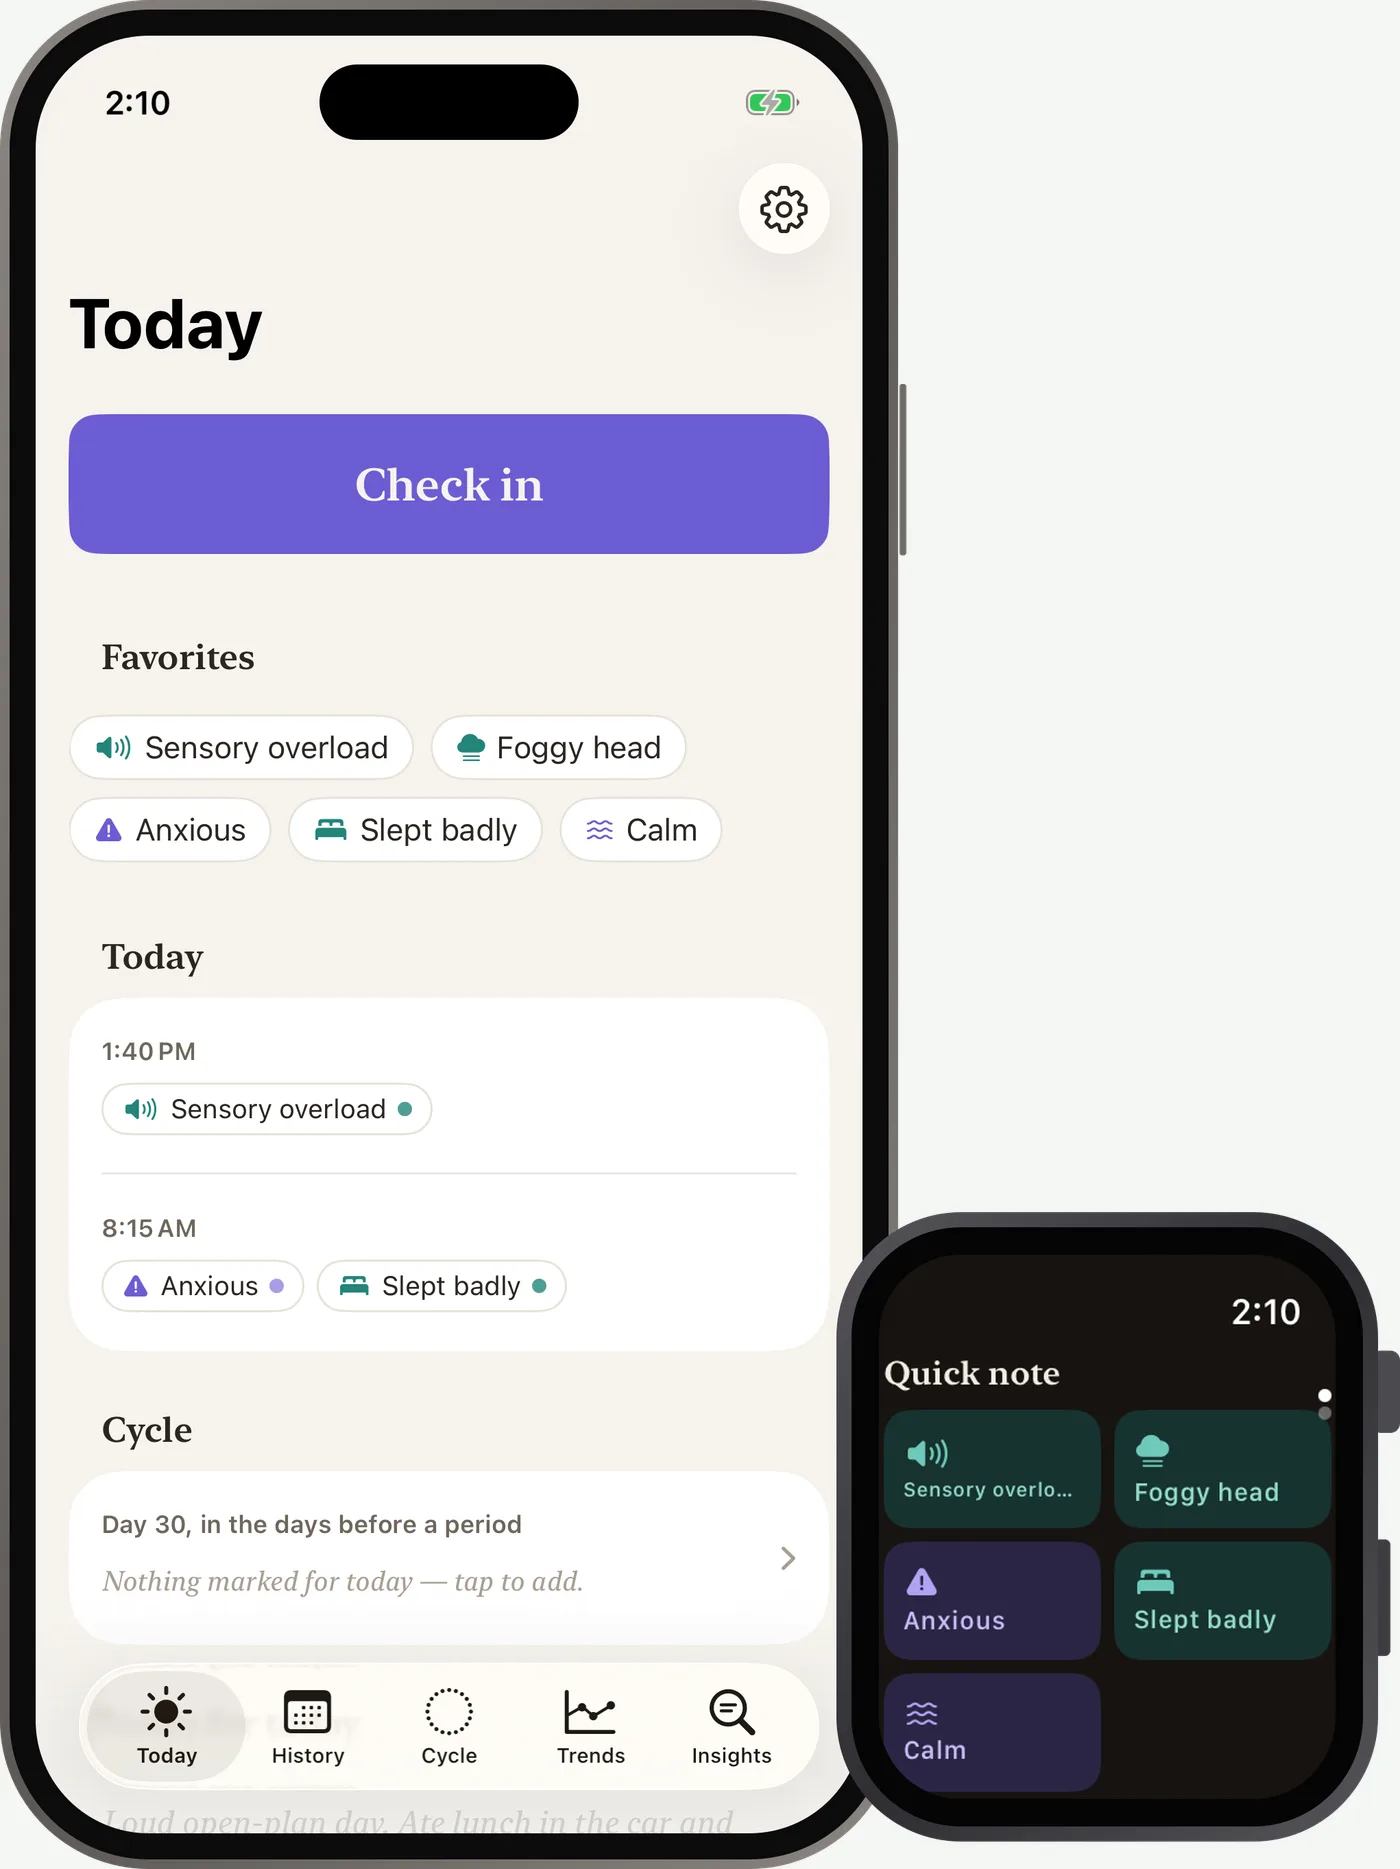 2:10
Today
Check in
Favorites
Sensory overload
Foggy head
Anxious
Slept badly
Calm
Today
1:40 PM
Sensory overload
8:15 AM
Anxious
Slept badly
Cycle
Day 30, in the days before a period
Nothing marked for today — tap to add.
Today
History
Cycle
Trends
Insights
Loud open-plan day. Ate lunch in the car and
2:10
Quick note
Sensory overlo...
Foggy head
Anxious
Slept badly
Calm